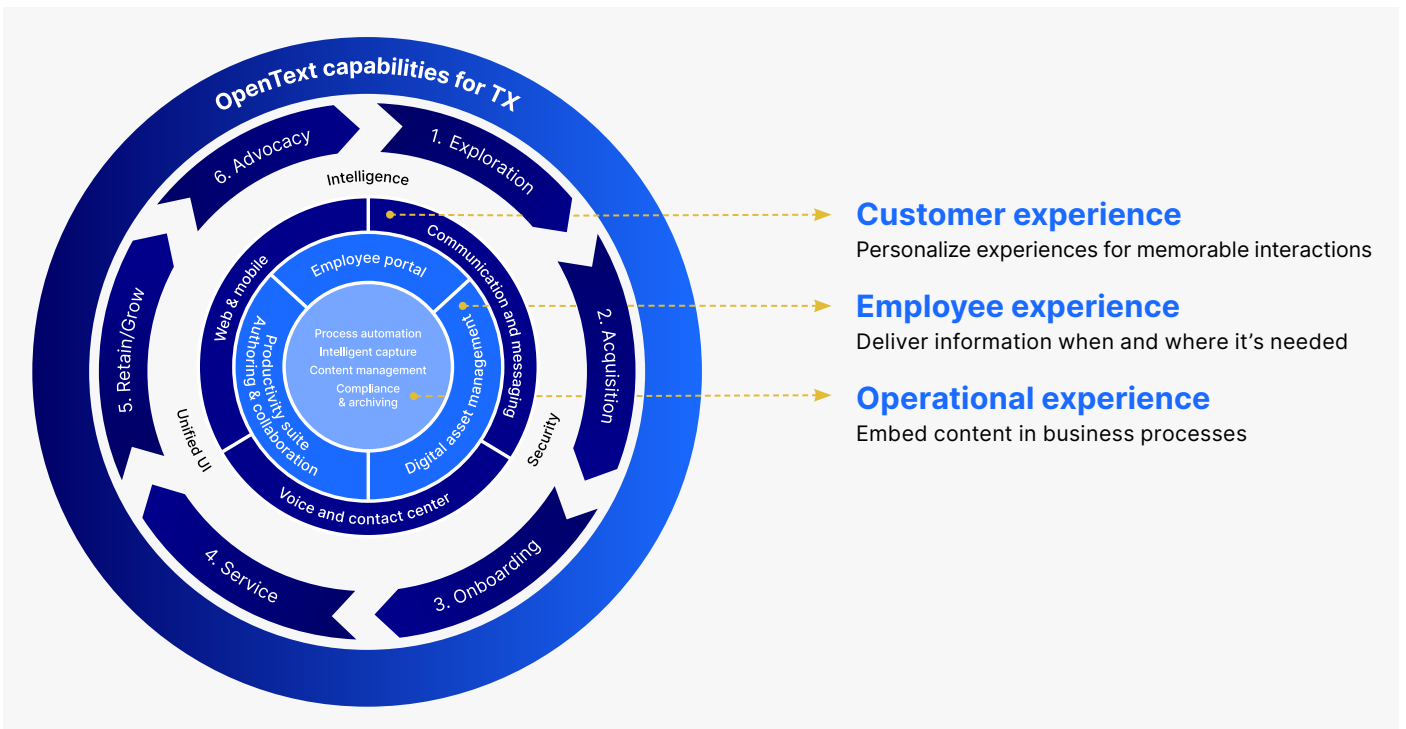 OpenText capabilities for TX
1. Exploration
2. Acquisition
3. Onboarding
4. Service
5. Retain/Grow
6. Advocacy
Intelligence
Security
Unified UI
Web & mobile
Communication and messaging
Voice and contact center
Employee portal
Digital asset management
Productivity suite
Authoring & collaboration
Process automation
Intelligent capture
Content management
Compliance
& archiving
Customer experience
Personalize experiences for memorable interactions
Employee experience
Deliver information when and where it’s needed
Operational experience
Embed content in business processes